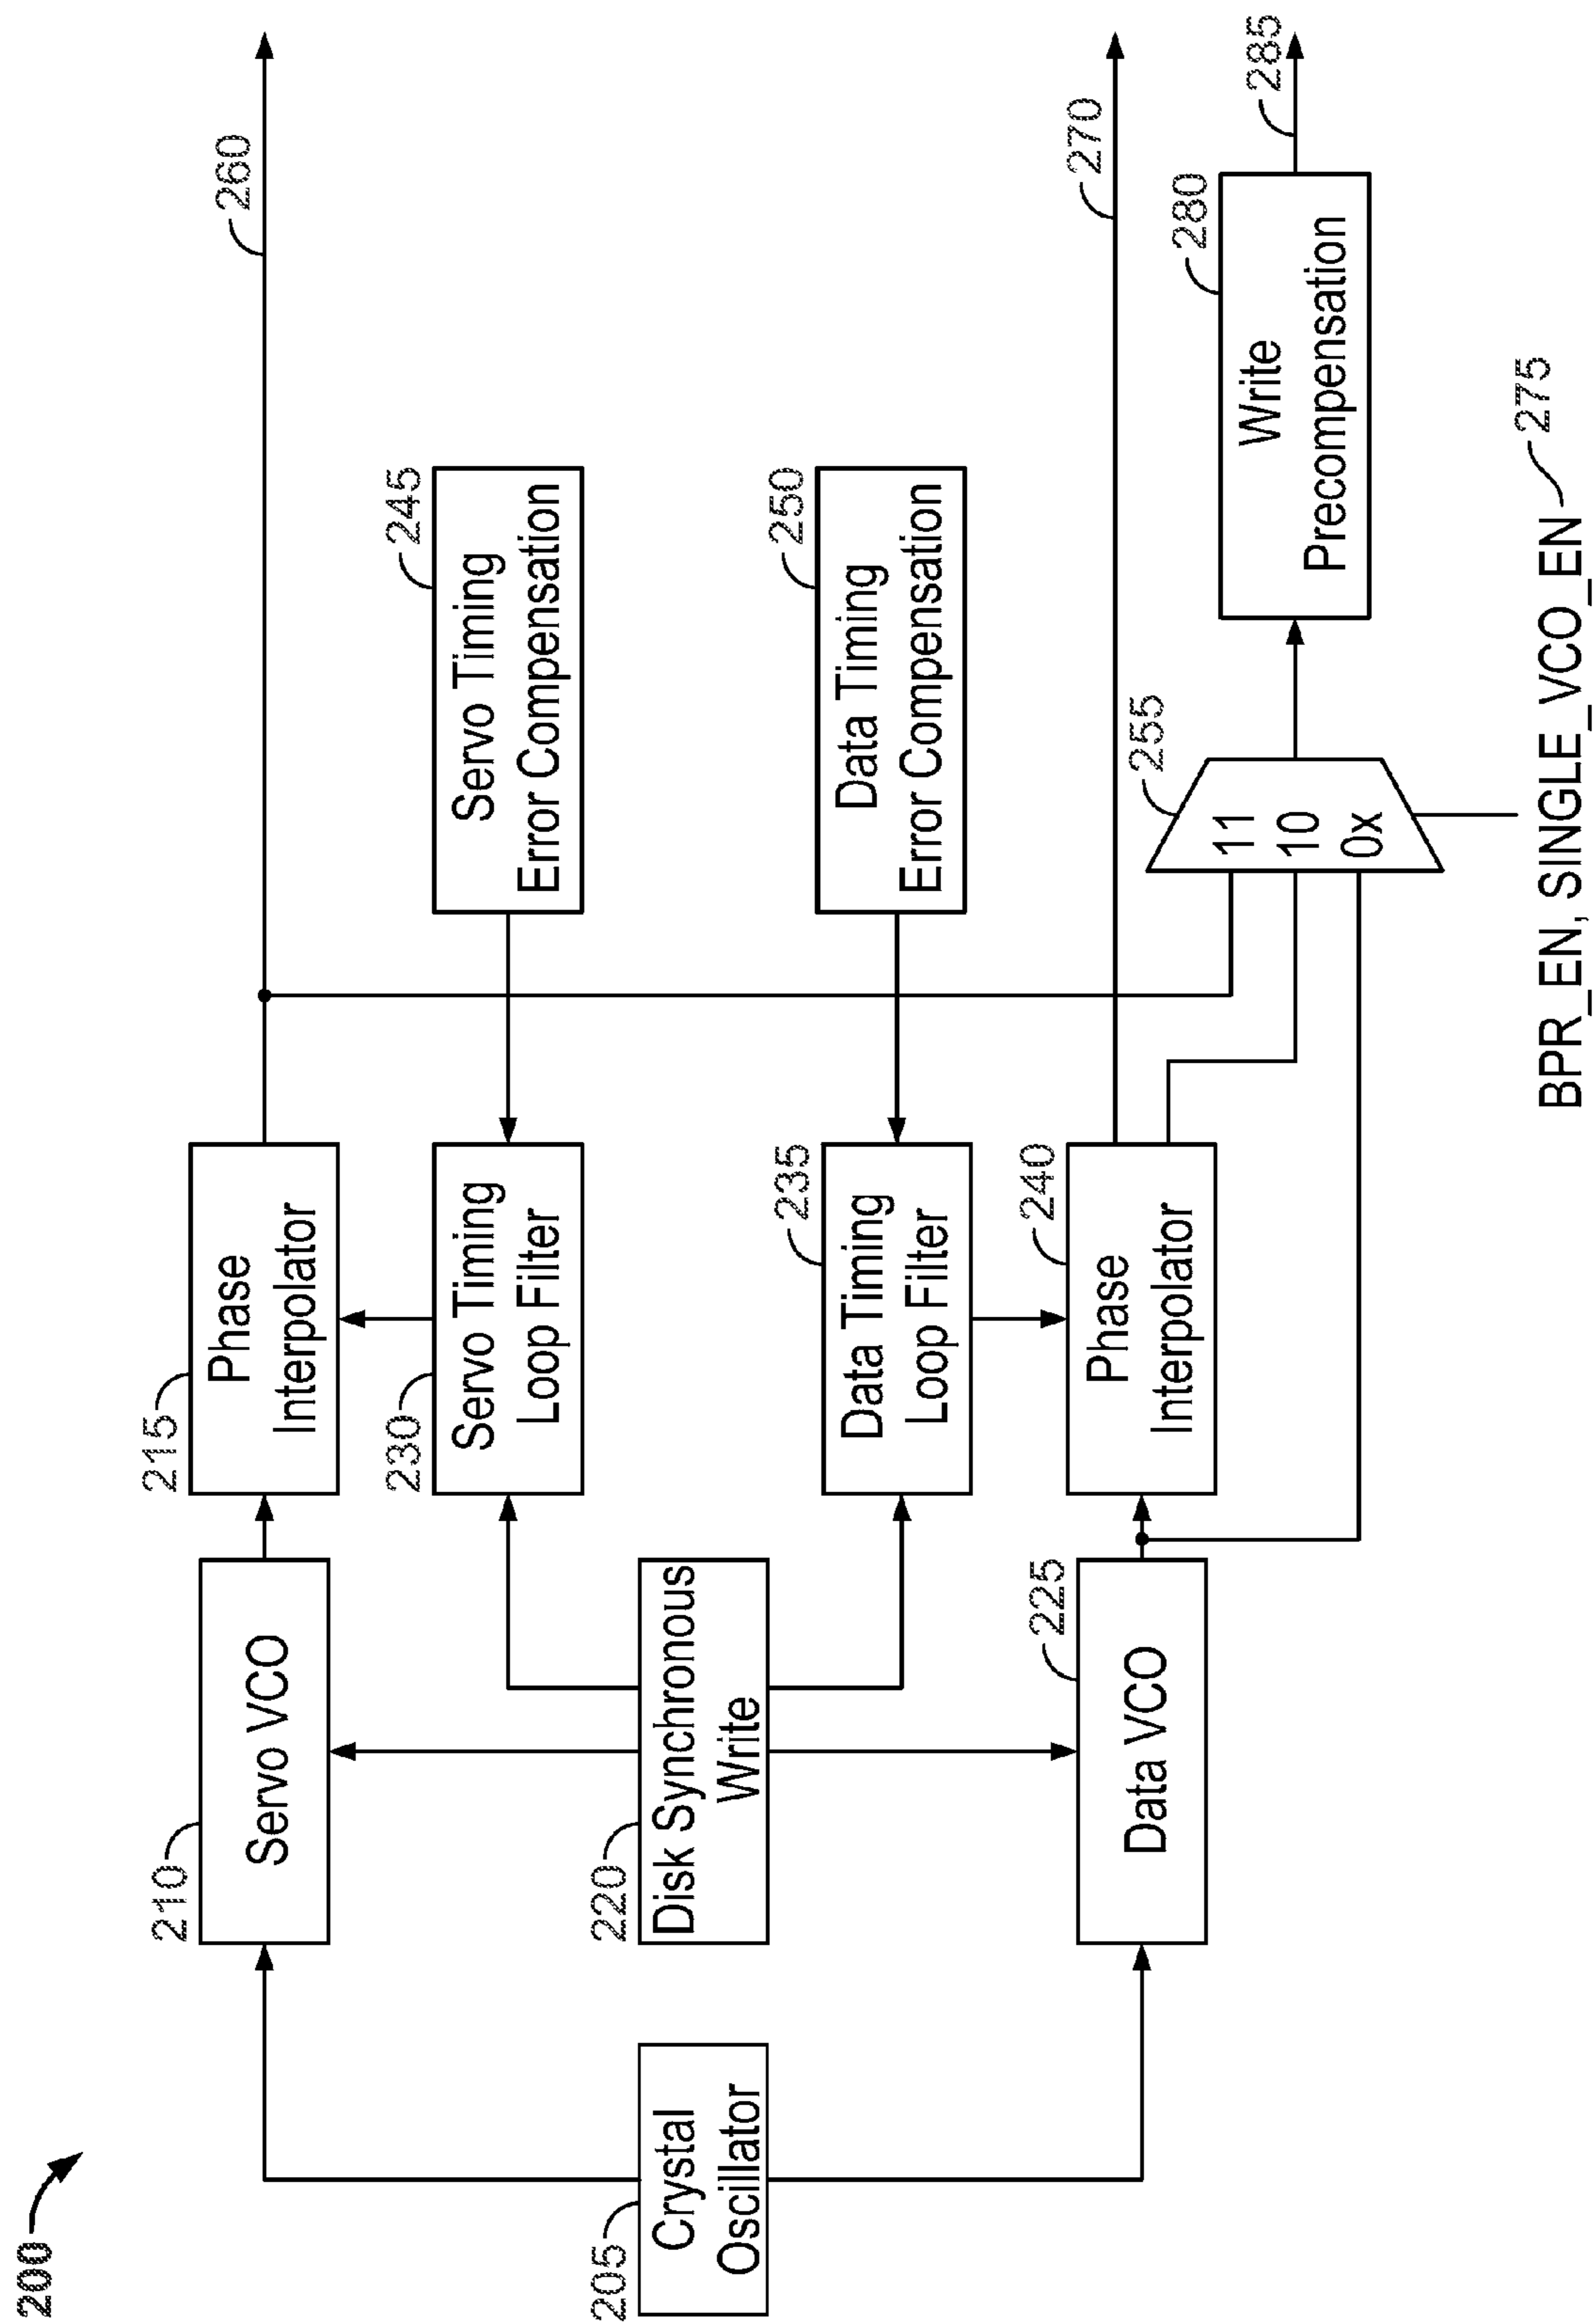 200
260
215
Phase
Interpolator
210
Servo VCO
245
Servo Timing
Error Compensation
230
Servo Timing
Loop Filter
205
Crystal
Oscillator
220
Disk Synchronous
Write
235
Data Timing
Loop Filter
250
Data Timing
Error Compensation
225
Data VCO
240
Phase
Interpolator
270
255
11
10
0x
280
Write
Precompensation
285
BPR_EN, SINGLE_VCO_EN
275